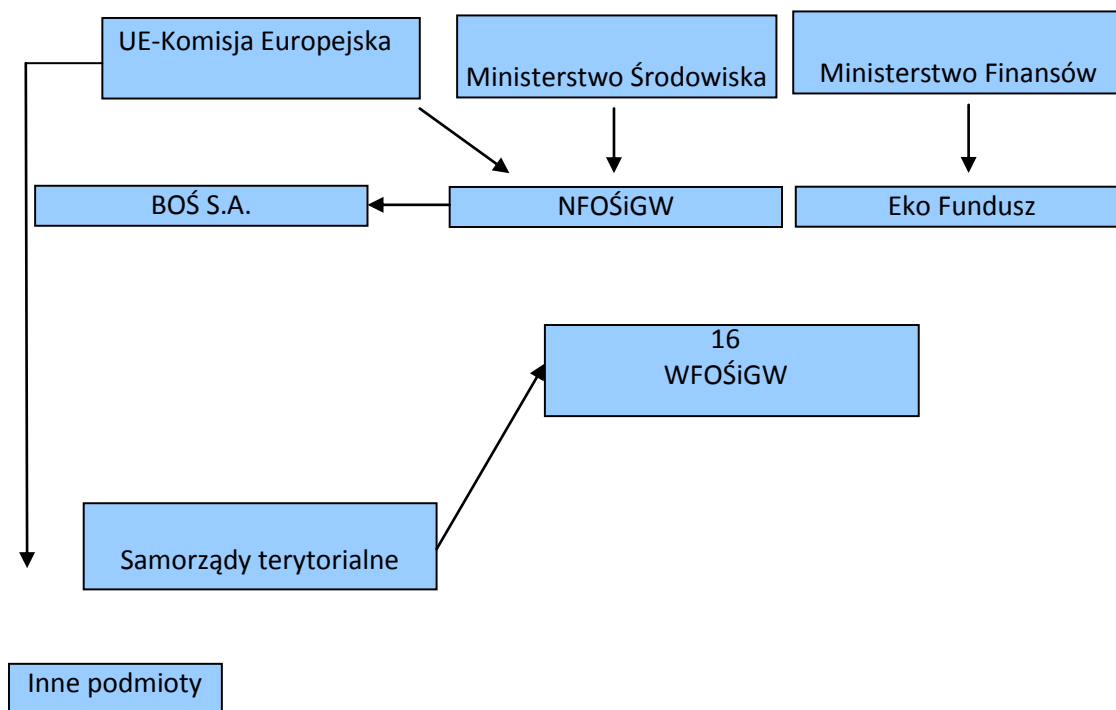 UE-Komisja Europejska
Ministerstwo Środowiska
Ministerstwo Finansów
BOŚ S.A.
NFOŚiGW
Eko Fundusz
16
WFOŚiGW
Samorządy terytorialne
Inne podmioty